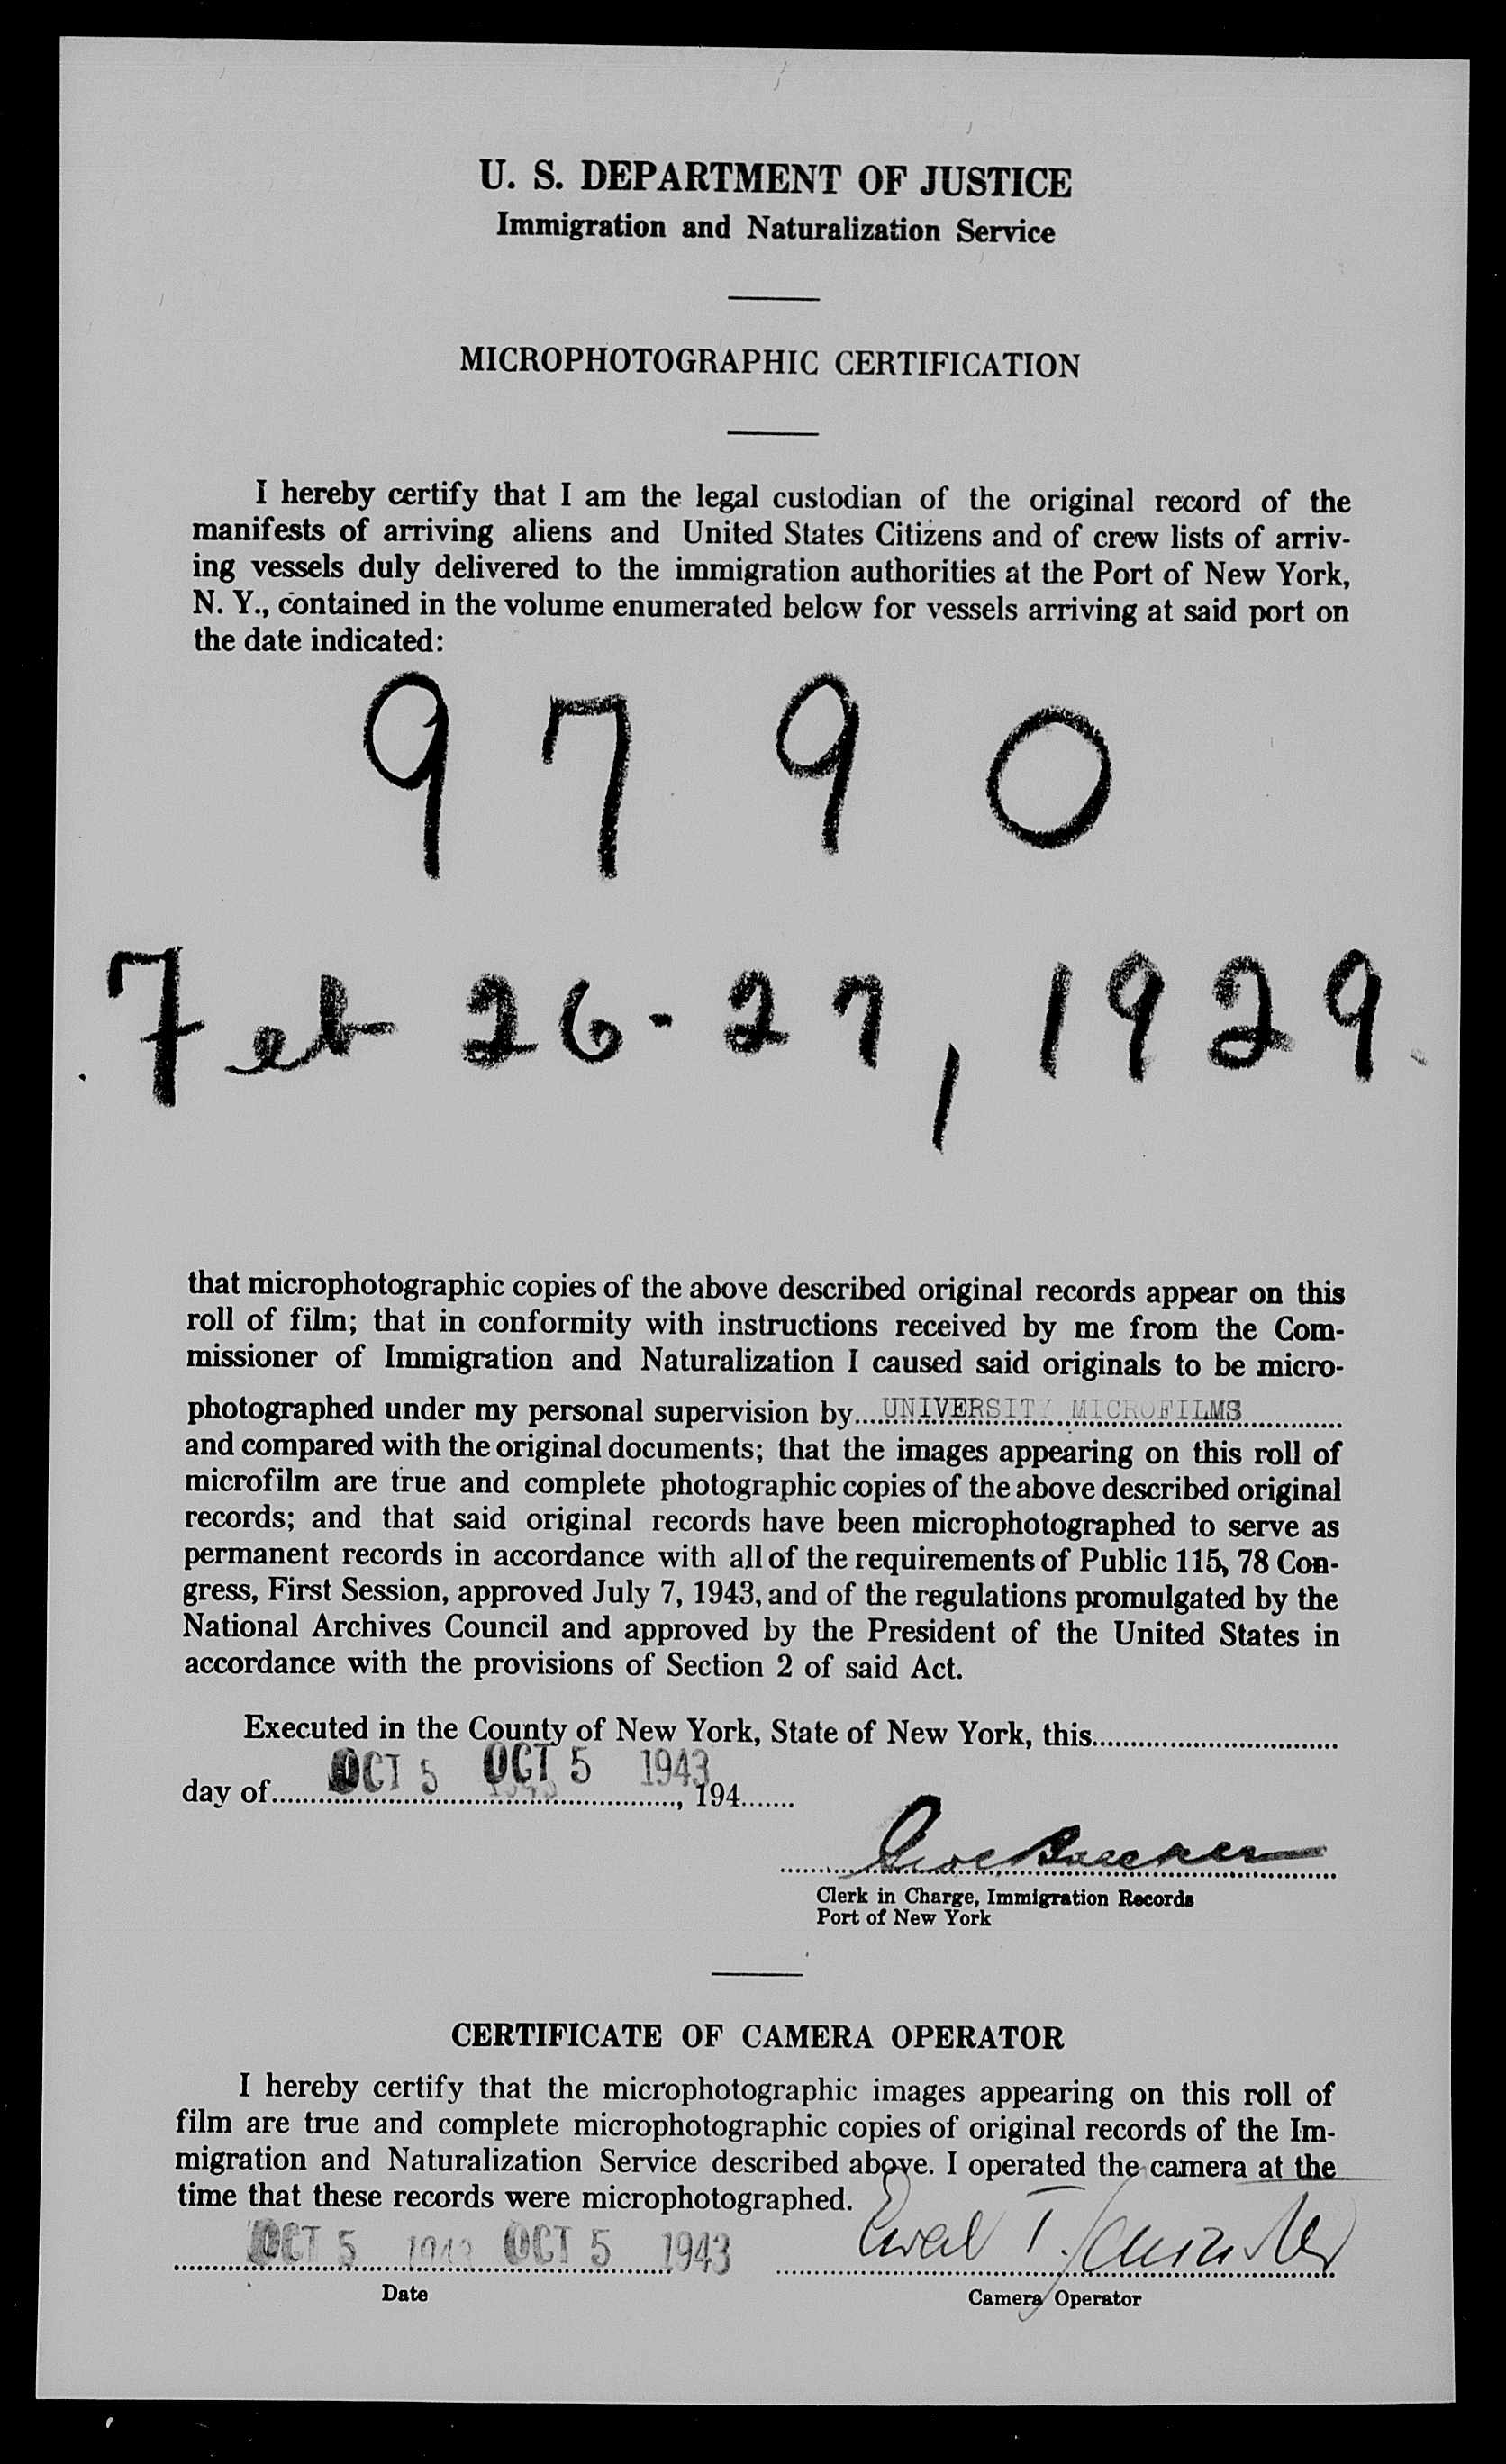 U. S. DEPARTMENT OF JUSTICE
Immigration and Naturalization Service
MICROPHOTOGRAPHIC CERTIFICATION
I hereby certify that I am the legal custodian of the original record of the
manifests of arriving aliens and United States Citizens and of crew lists of arriv-
ing vessels duly delivered to the immigration authorities at the Port of New York,
N. Y., contained in the volume enumerated below for vessels arriving at said port on
the date indicated:
9790
Feb 26-27, 1929
that microphotographic copies of the above described original records appear on this
roll of film; that in conformity with instructions received by me from the Com-
missioner of Immigration and Naturalization I caused said originals to be micro-
photographed under my personal supervision by....UNIVERSITY MICROFILMS
and compared with the original documents; that the images appearing on this roll of
microfilm are true and complete photographic copies of the above described original
records; and that said original records have been microphotographed to serve as
permanent records in accordance with all of the requirements of Public 115, 78 Con-
gress, First Session, approved July 7, 1943, and of the regulations promulgated by the
National Archives Council and approved by the President of the United States in
accordance with the provisions of Section 2 of said Act.
Executed in the County of New York, State of New York, this
OCT 5 OCT 5 1943
day of , 194
Clerk in Charge, Immigration Records
Port of New York
CERTIFICATE OF CAMERA OPERATOR
I hereby certify that the microphotographic images appearing on this roll of
film are true and complete microphotographic copies of original records of the Im-
migration and Naturalization Service described above. I operated the camera at the
time that these records were microphotographed.
OCT 5 1943 OCT 5 1943
Date
Camera Operator